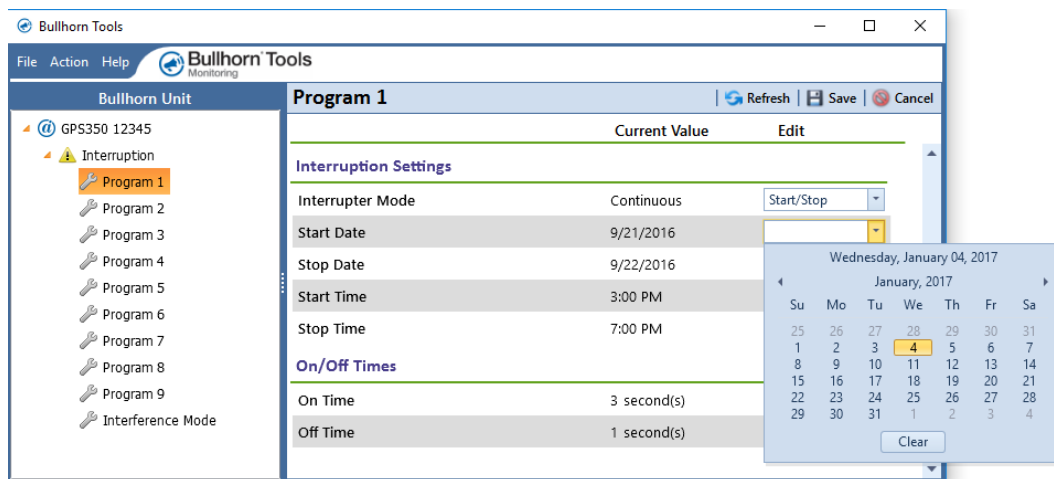 Bullhorn Tools
File Action Help Bullhorn® Tools
Monitoring
Bullhorn Unit
Program 1 Refresh Save Cancel
@ GPS350 12345
Interruption
Program 1
Program 2
Program 3
Program 4
Program 5
Program 6
Program 7
Program 8
Program 9
Interference Mode
Current Value Edit
Interruption Settings
Interrupter Mode Continuous Start/Stop
Start Date 9/21/2016
Stop Date 9/22/2016
Start Time 3:00 PM
Stop Time 7:00 PM
On/Off Times
On Time 3 second(s)
Off Time 1 second(s)
Wednesday, January 04, 2017
January, 2017
Su Mo Tu We Th Fr Sa
25 26 27 28 29 30 31
1 2 3 4 5 6 7
8 9 10 11 12 13 14
15 16 17 18 19 20 21
22 23 24 25 26 27 28
29 30 31 1 2 3 4
Clear